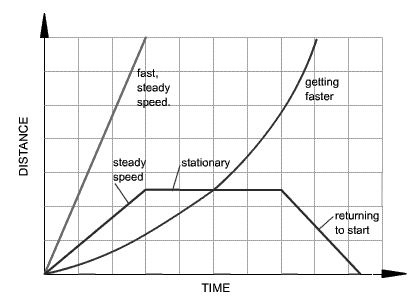 fast,
steady
speed.
getting
faster
steady
speed
stationary
returning
to start
DISTANCE
TIME